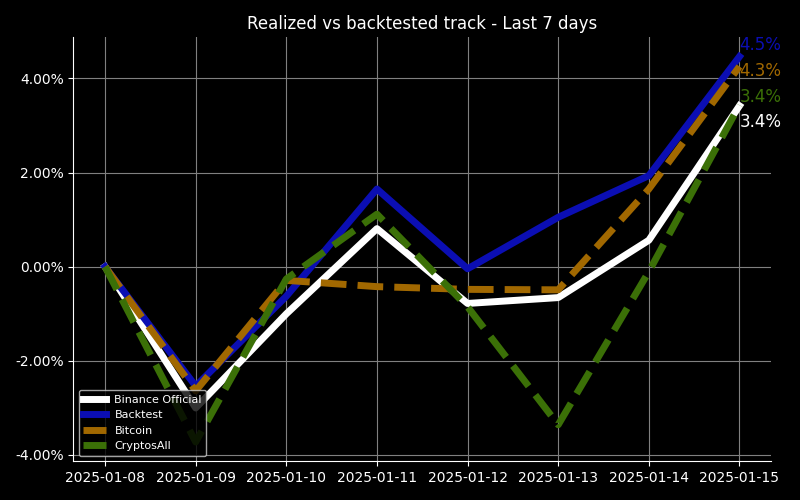 Realized vs backtested track - Last 7 days
4.5%
4.3%
3.4%
3.4%
4.00%
2.00%
0.00%
-2.00%
-4.00%
Binance Official
Backtest
Bitcoin
CryptosAll
2025-01-08 2025-01-09 2025-01-10 2025-01-11 2025-01-12 2025-01-13 2025-01-14 2025-01-15